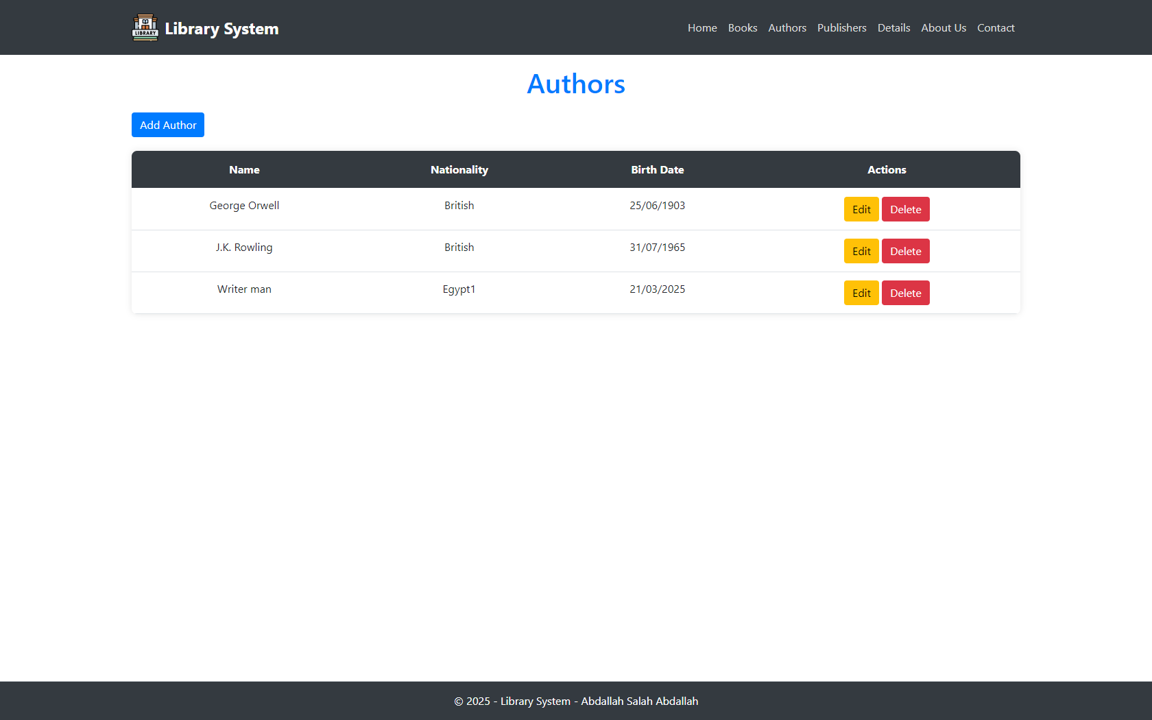 LIBRARY
Library System
Home Books Authors Publishers Details About Us Contact
Authors
Add Author
Name Nationality Birth Date Actions
George Orwell British 25/06/1903 Edit Delete
J.K. Rowling British 31/07/1965 Edit Delete
Writer man Egypt1 21/03/2025 Edit Delete
© 2025 - Library System - Abdallah Salah Abdallah